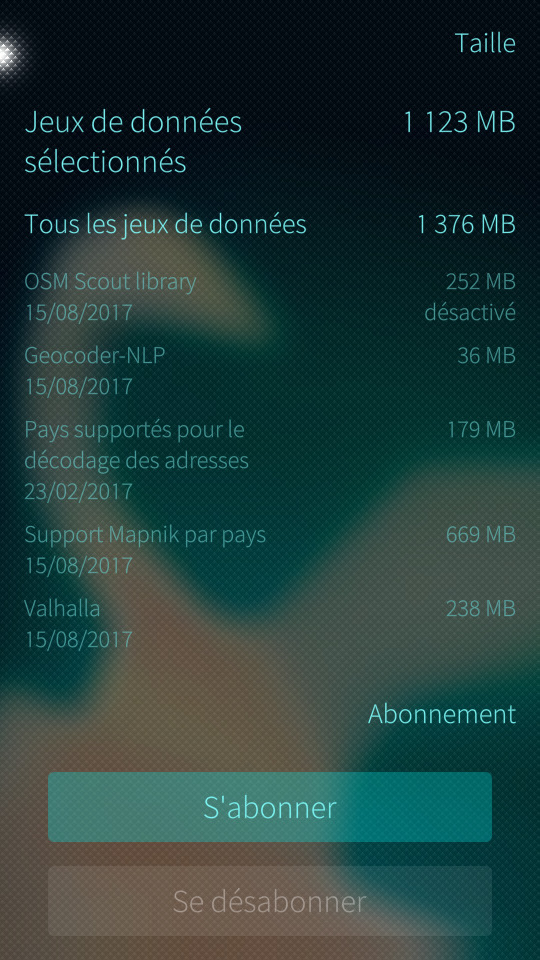 Taille
Jeux de données 1 123 MB
sélectionnés
Tous les jeux de données 1 376 MB
OSM Scout library 252 MB
15/08/2017 désactivé
Geocoder-NLP 36 MB
15/08/2017
Pays supportés pour le 179 MB
décodage des adresses
23/02/2017
Support Mapnik par pays 669 MB
15/08/2017
Valhalla 238 MB
15/08/2017
Abonnement
S'abonner
Se désabonner